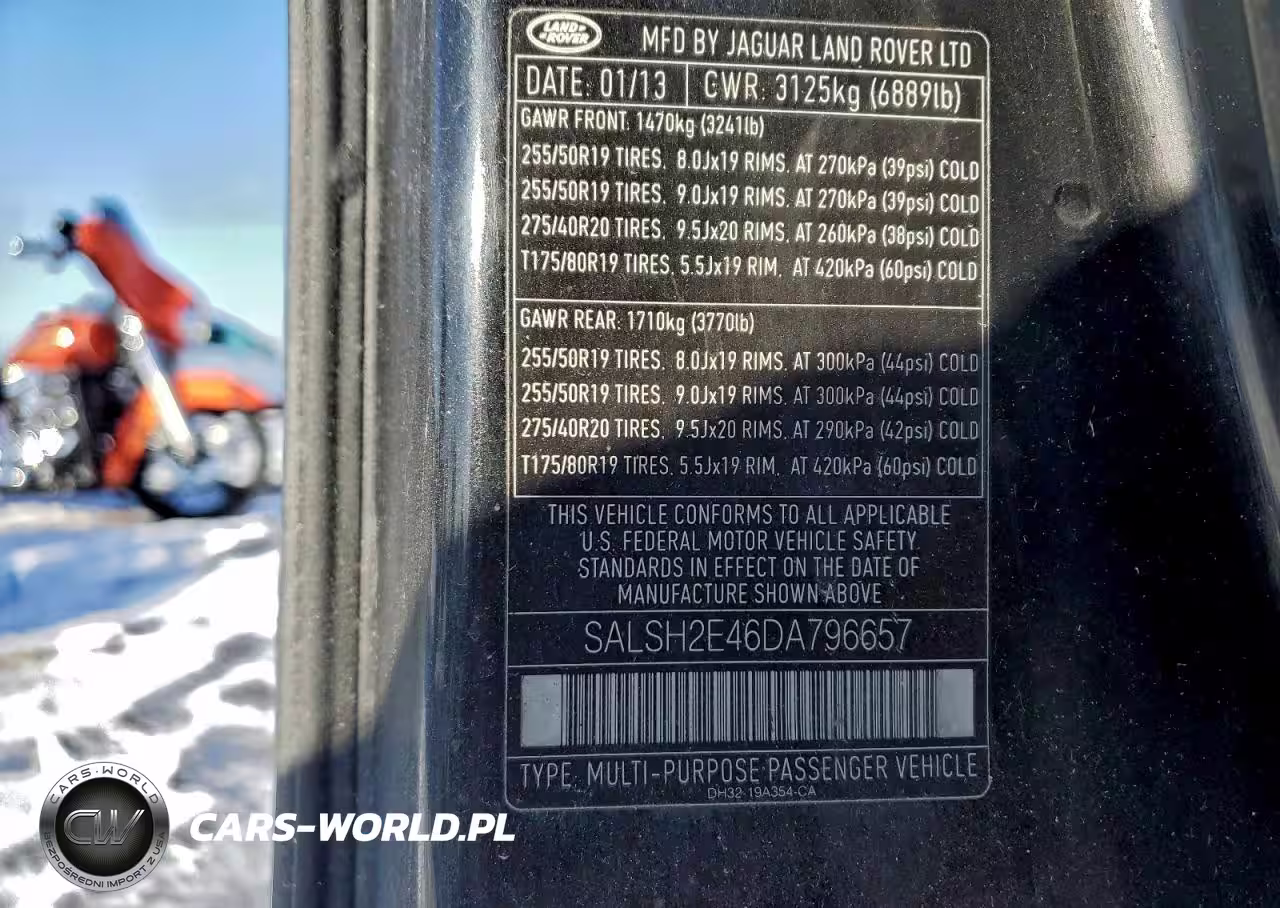 LAND ROVER
MFD BY JAGUAR LAND ROVER LTD
DATE: 01/13
CWR: 3125kg (6889lb)
GAWR FRONT. 1470kg (3241lb)
255/50R19 TIRES. 8.0Jx19 RIMS. AT 270kPa (39psi) COLD
255/50R19 TIRES. 9.0Jx19 RIMS. AT 270kPa (39psi) COLD
275/40R20 TIRES. 9.5Jx20 RIMS. AT 260kPa (38psi) COLD
T175/80R19 TIRES. 5.5Jx19 RIM. AT 420kPa (60psi) COLD
GAWR REAR: 1710kg (3770lb)
255/50R19 TIRES. 8.0Jx19 RIMS. AT 300kPa (44psi) COLD
255/50R19 TIRES. 9.0Jx19 RIMS. AT 300kPa (44psi) COLD
275/40R20 TIRES. 9.5Jx20 RIMS. AT 290kPa (42psi) COLD
T175/80R19 TIRES. 5.5Jx19 RIM. AT 420kPa (60psi) COLD
THIS VEHICLE CONFORMS TO ALL APPLICABLE
U.S. FEDERAL MOTOR VEHICLE SAFETY
STANDARDS IN EFFECT ON THE DATE OF
MANUFACTURE SHOWN ABOVE
SALSH2E46DA796657
TYPE: MULTI-PURPOSE PASSENGER VEHICLE
DH32 19A354-CA
CARS-WORLD
CW
BEZPOŚREDNI IMPORT Z USA
CARS-WORLD.PL